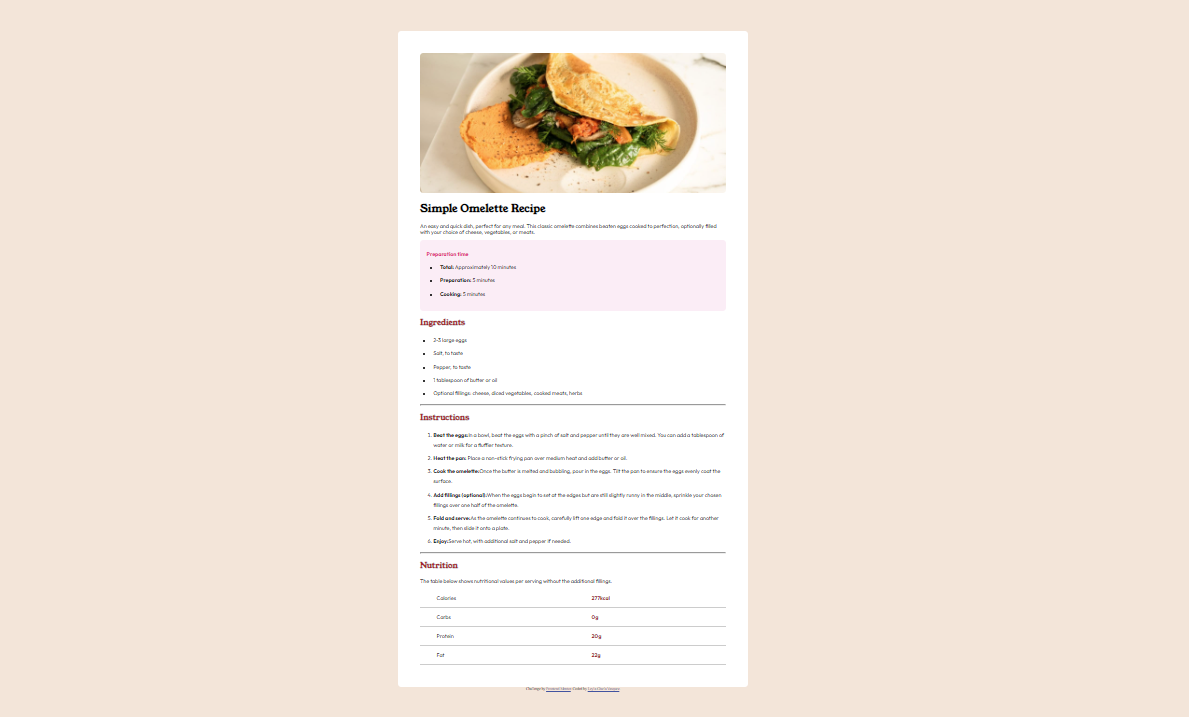 Simple Omelette Recipe
An easy and quick dish, perfect for any meal. This classic omelette combines beaten eggs cooked to perfection, optionally filled
with your choice of cheese, vegetables, or meats.
Preparation time
Total: Approximately 10 minutes
Preparation: 5 minutes
Cooking: 5 minutes
Ingredients
2-3 large eggs
Salt, to taste
Pepper, to taste
1 tablespoon of butter or oil
Optional fillings: cheese, diced vegetables, cooked meats, herbs
Instructions
1. Beat the eggs:In a bowl, beat the eggs with a pinch of salt and pepper until they are well mixed. You can add a tablespoon of
water or milk for a fluffier texture.
2. Heat the pan: Place a non-stick frying pan over medium heat and add butter or oil.
3. Cook the omelette:Once the butter is melted and bubbling, pour in the eggs. Tilt the pan to ensure the eggs evenly coat the
surface.
4. Add fillings (optional):When the eggs begin to set at the edges but are still slightly runny in the middle, sprinkle your chosen
fillings over one half of the omelette.
5. Fold and serve:As the omelette continues to cook, carefully lift one edge and fold it over the fillings. Let it cook for another
minute, then slide it onto a plate.
6. Enjoy:Serve hot, with additional salt and pepper if needed.
Nutrition
The table below shows nutritional values per serving without the additional fillings.
Calories 277kcal
Carbs 0g
Protein 20g
Fat 22g
Challenge by Frontend Mentor. Coded by